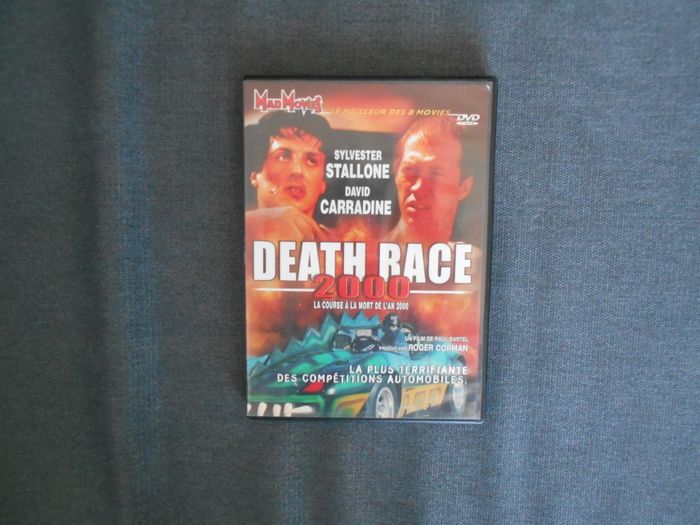 MAD MOVIES
LE MEILLEUR DES B MOVIES
DVD
SYLVESTER
STALLONE
DAVID
CARRADINE
DEATH RACE
2000
LA COURSE À LA MORT DE L'AN 2000
UN FILM DE PAUL BARTEL
PRODUIT PAR ROGER CORMAN
LA PLUS TERRIFIANTE
DES COMPÉTITIONS AUTOMOBILES.